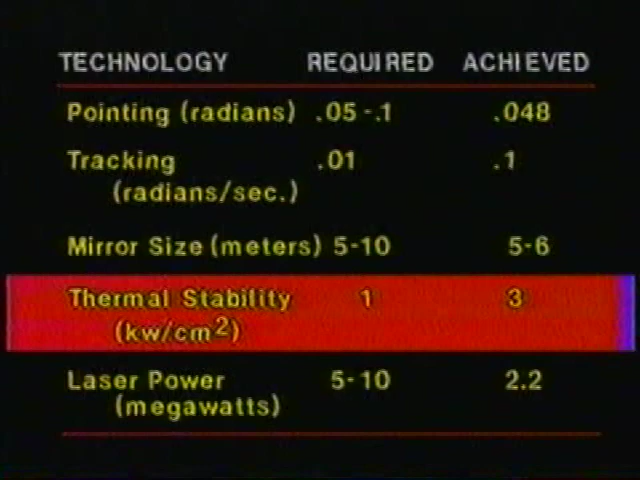 TECHNOLOGY REQUIRED ACHIEVED
Pointing (radians) .05-.1 .048
Tracking .01 .1
(radians/sec.)
Mirror Size (meters) 5-10 5-6
Thermal Stability 1 3
(kw/cm2)
Laser Power 5-10 2.2
(megawatts)